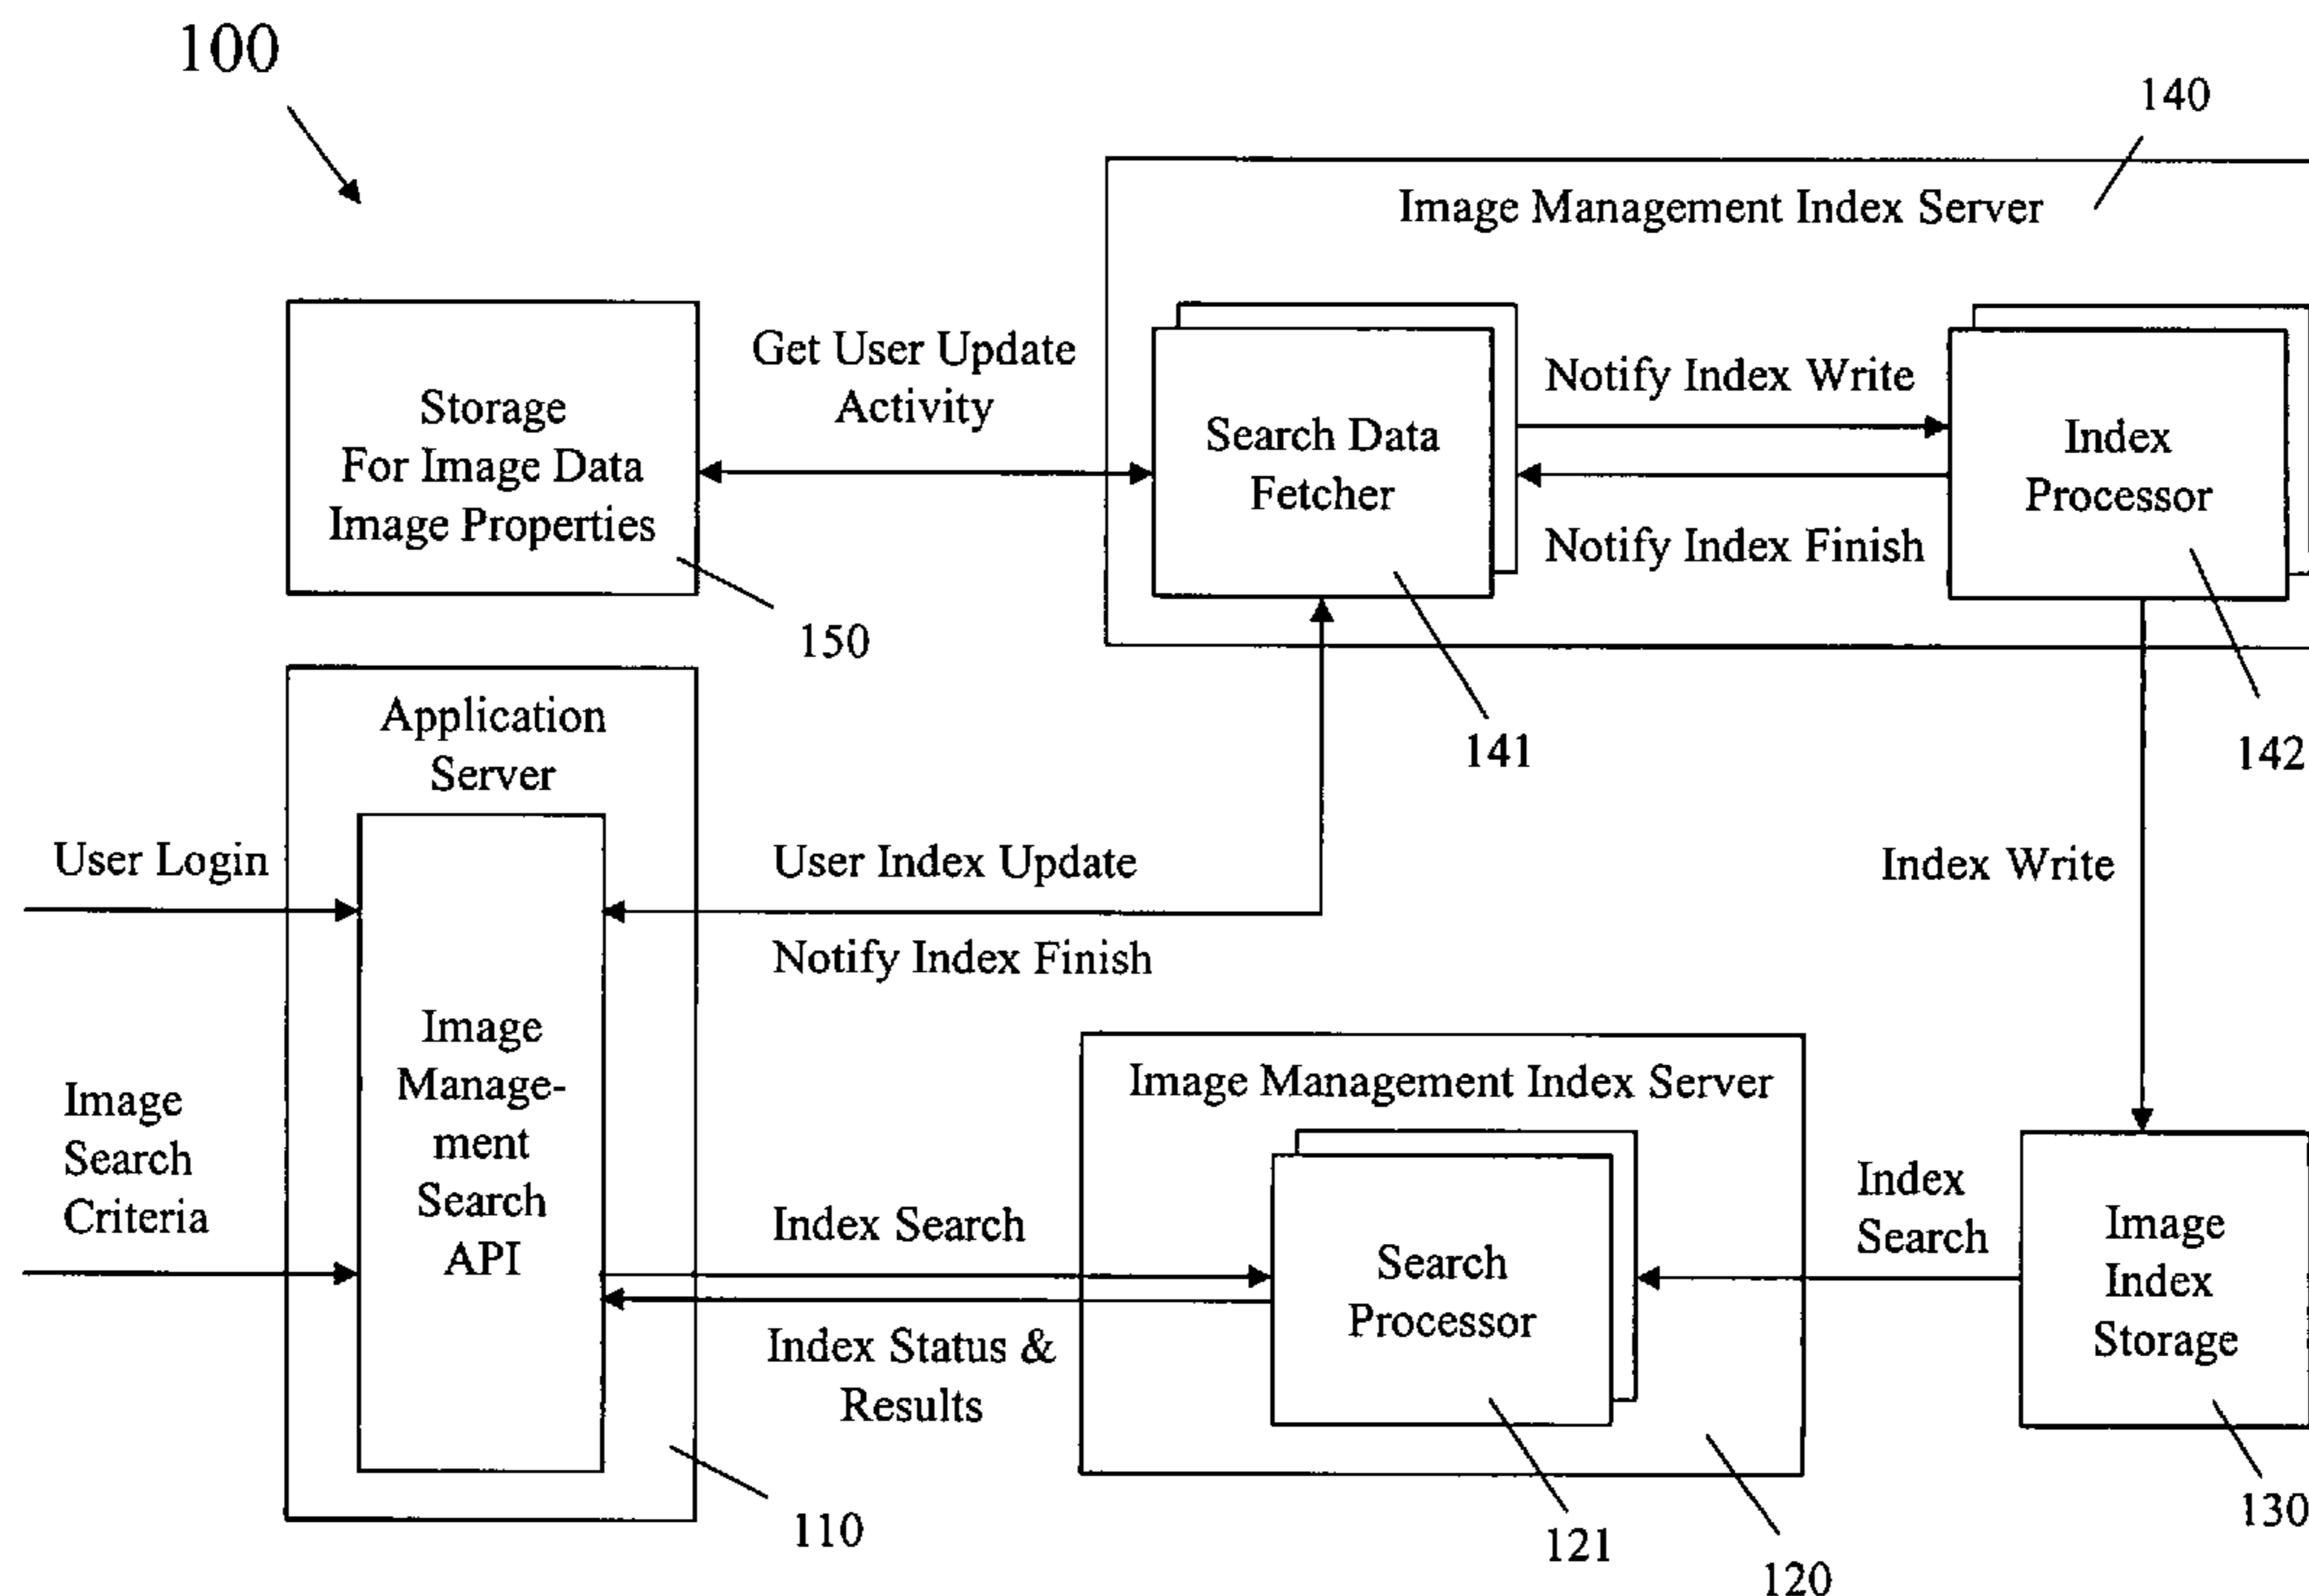 100
140
Image Management Index Server
Storage
For Image Data
Image Properties
150
Get User Update
Activity
Search Data
Fetcher
141
Notify Index Write
Notify Index Finish
Index
Processor
142
Application
Server
User Login
Image
Search
Criteria
Image
Manage-
ment
Search
API
110
User Index Update
Notify Index Finish
Index Write
Image Management Index Server
Index Search
Index Status &
Results
Search
Processor
121
120
Index
Search
Image
Index
Storage
130